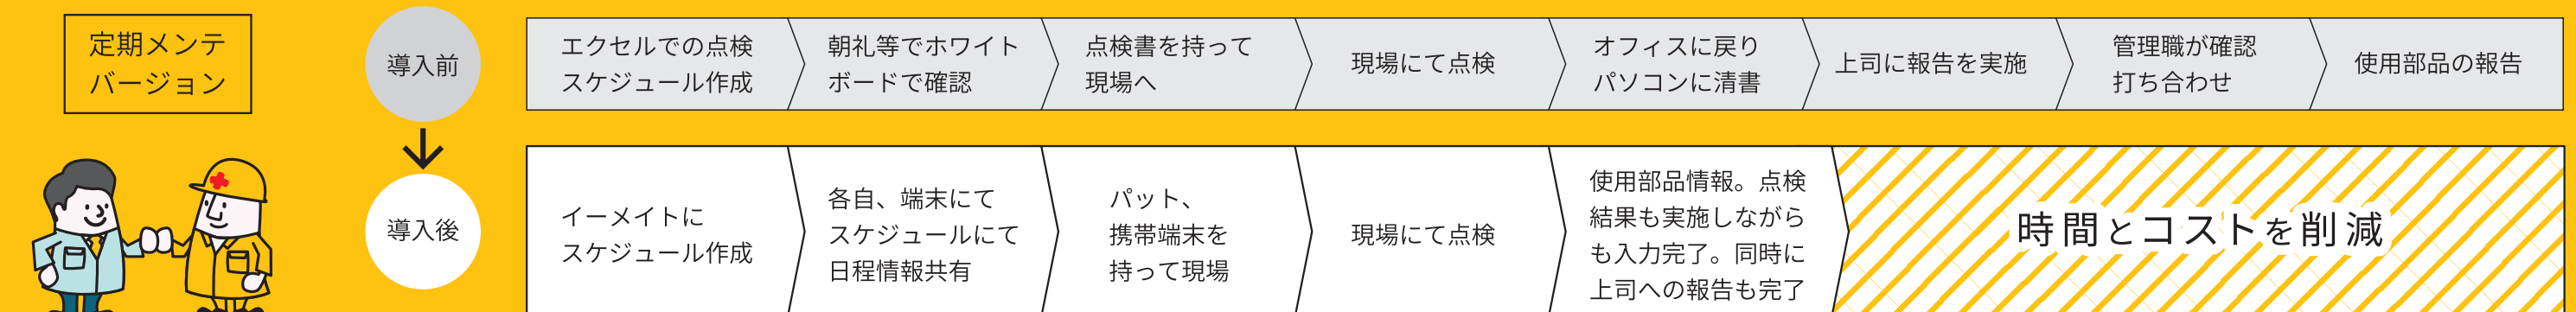 定期メンテ
バージョン
導入前
エクセルでの点検
スケジュール作成
朝礼等でホワイト
ボードで確認
点検書を持って
現場へ
現場にて点検
オフィスに戻り
パソコンに清書
上司に報告を実施
管理職が確認
打ち合わせ
使用部品の報告
導入後
イーメイトに
スケジュール作成
各自、端末にて
スケジュールにて
日程情報共有
パット、
携帯端末を
持って現場
現場にて点検
使用部品情報。点検
結果も実施しながら
も入力完了。同時に
上司への報告も完了
時間とコストを削減